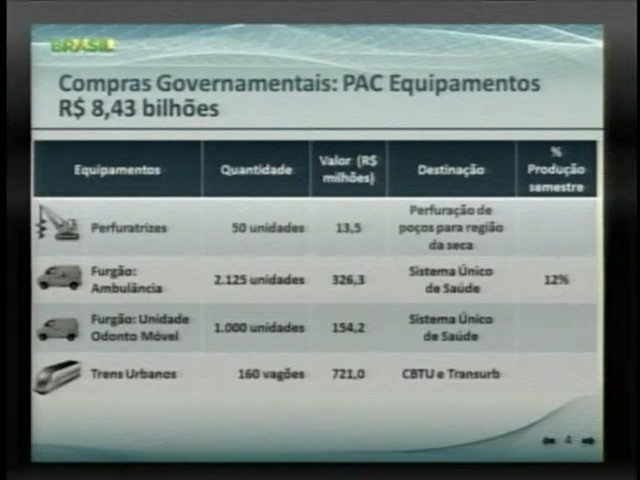 BRASIL
Compras Governamentais: PAC Equipamentos
R$ 8,43 bilhões
Equipamentos Quantidade Valor (R$ milhões) Destinação % Produção semestre
Perfuratrizes 50 unidades 13,5 Perfuração de poços para região da seca
Furgão: Ambulância 2.125 unidades 326,3 Sistema Único de Saúde 12%
Furgão: Unidade Odonto Móvel 1.000 unidades 154,2 Sistema Único de Saúde
Trens Urbanos 160 vagões 721,0 CBTU e Transurb
4